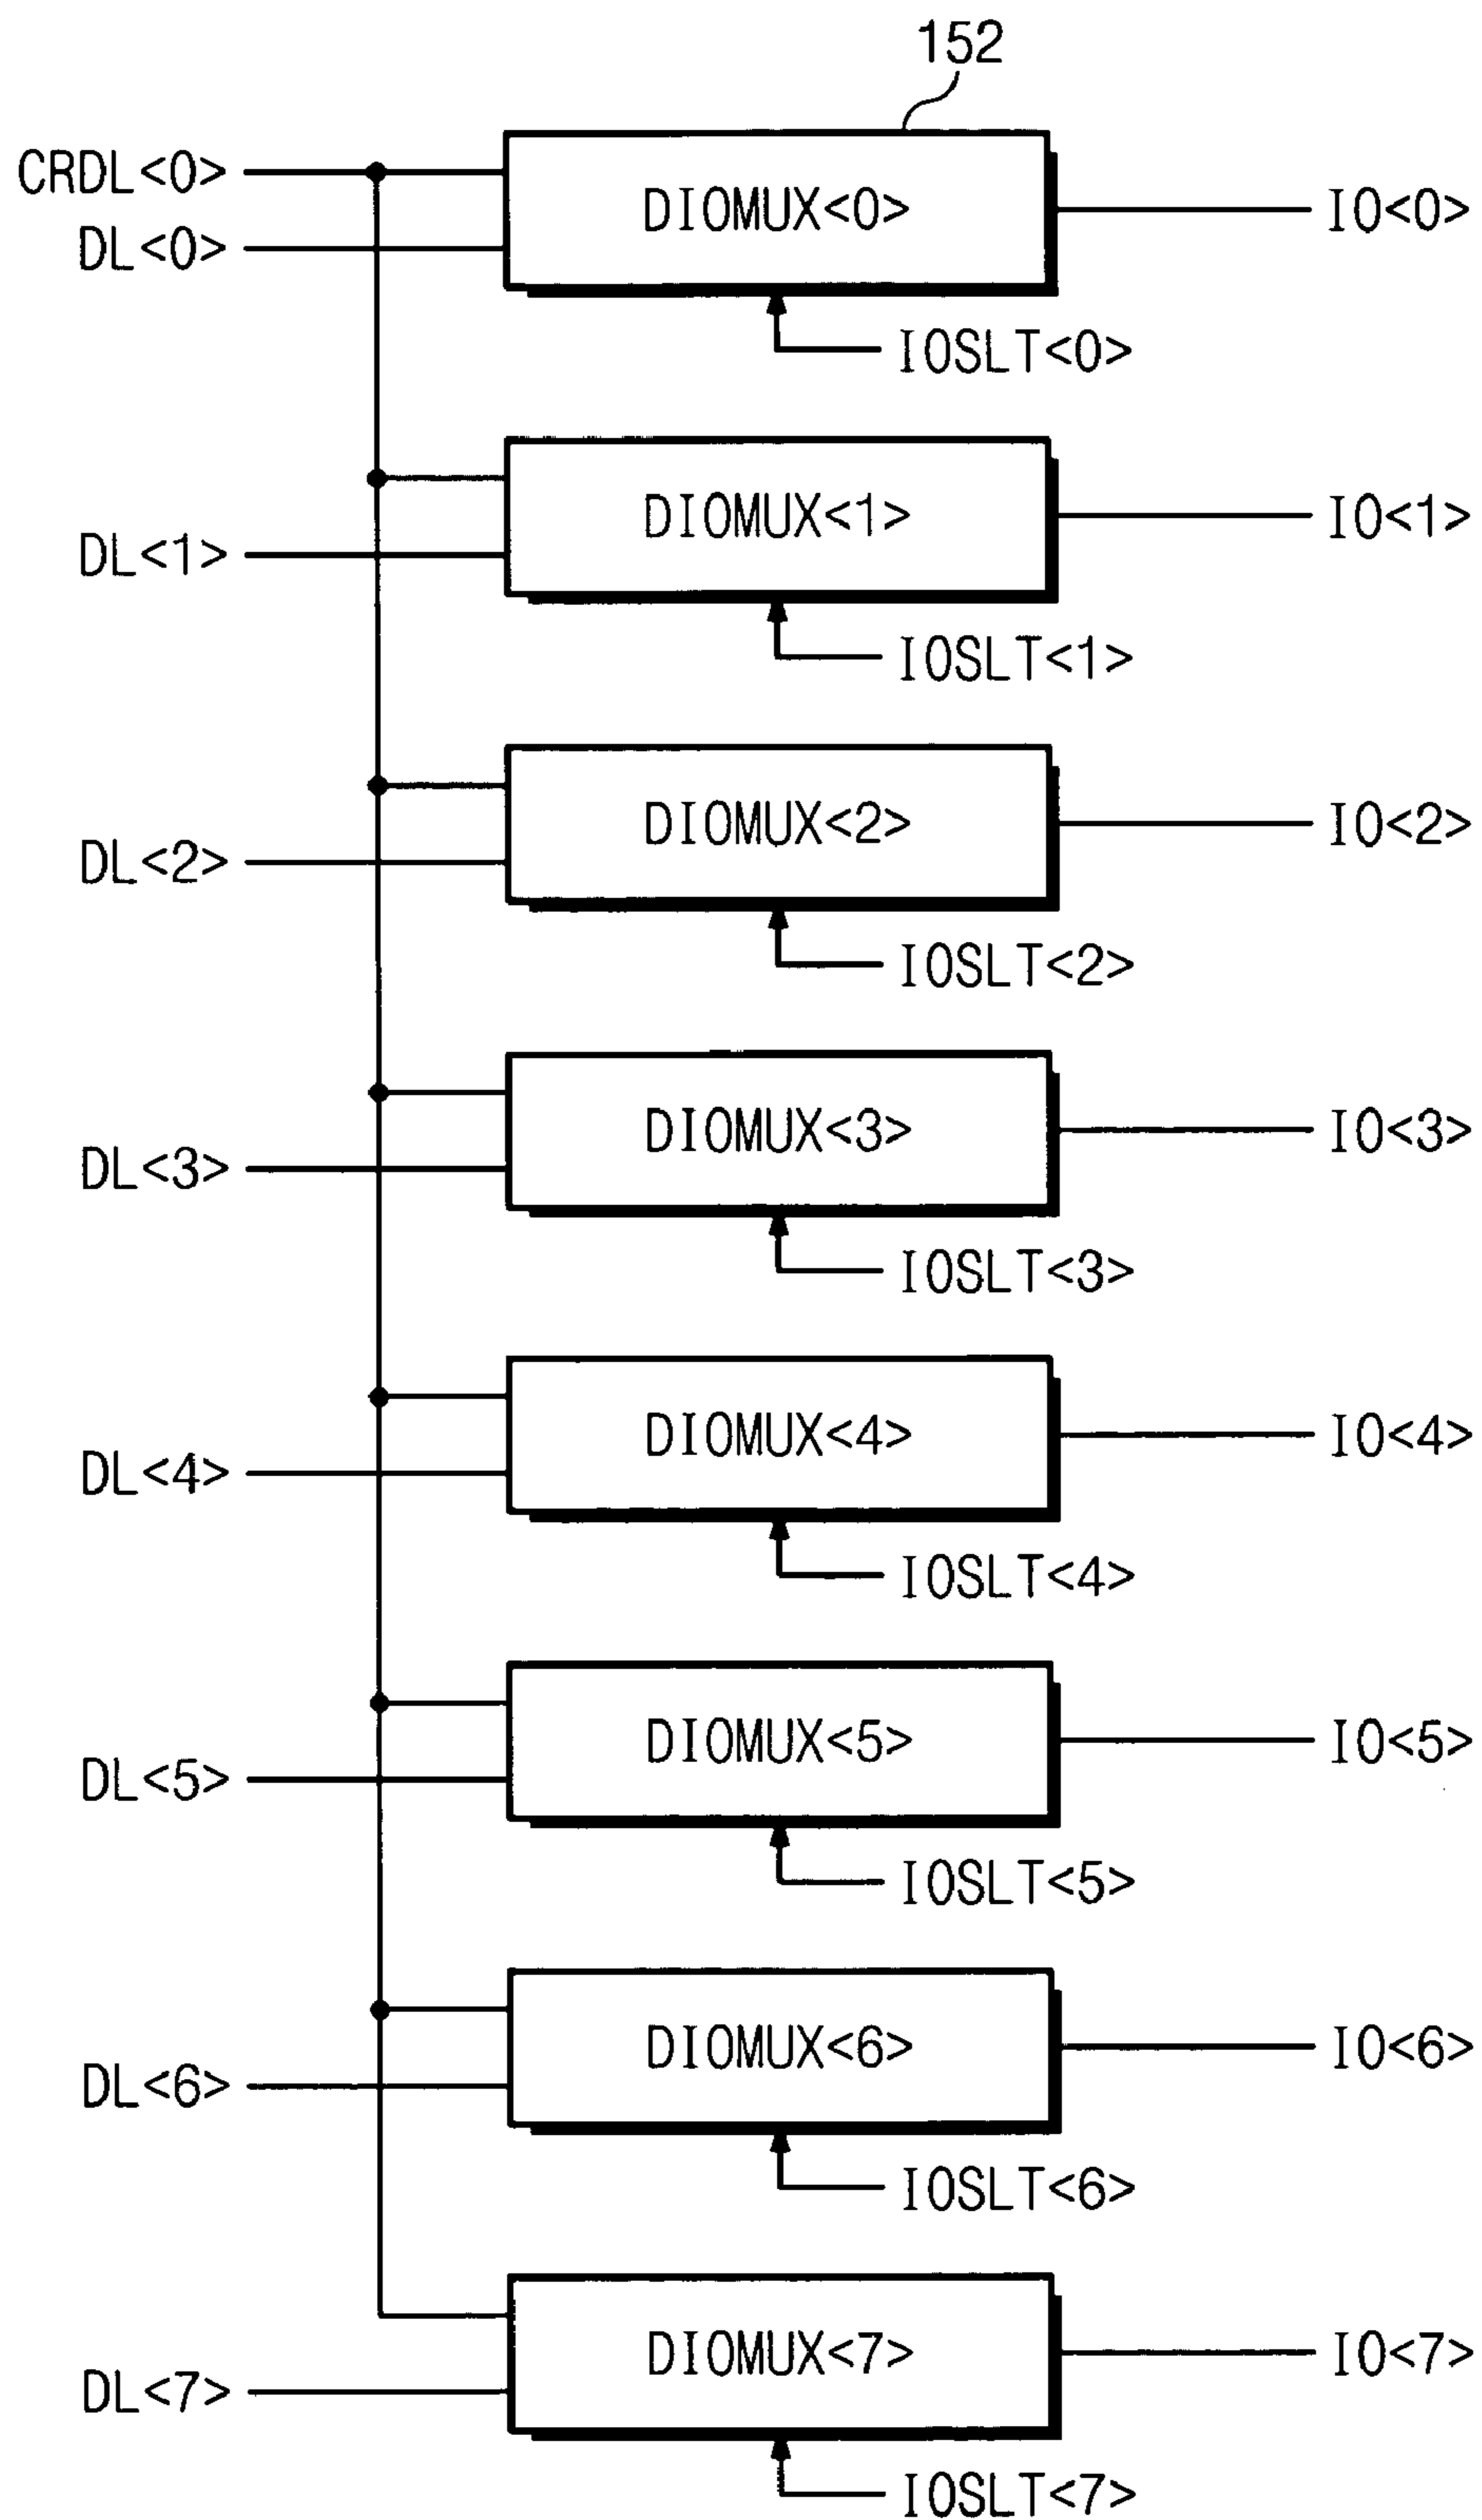 152
CRDL<0>
DIOMUX<0>
IO<0>
DL<0>
IOSLT<0>
DIOMUX<1>
IO<1>
DL<1>
IOSLT<1>
DIOMUX<2>
IO<2>
DL<2>
IOSLT<2>
DIOMUX<3>
IO<3>
DL<3>
IOSLT<3>
DIOMUX<4>
IO<4>
DL<4>
IOSLT<4>
DIOMUX<5>
IO<5>
DL<5>
IOSLT<5>
DIOMUX<6>
IO<6>
DL<6>
IOSLT<6>
DIOMUX<7>
IO<7>
DL<7>
IOSLT<7>